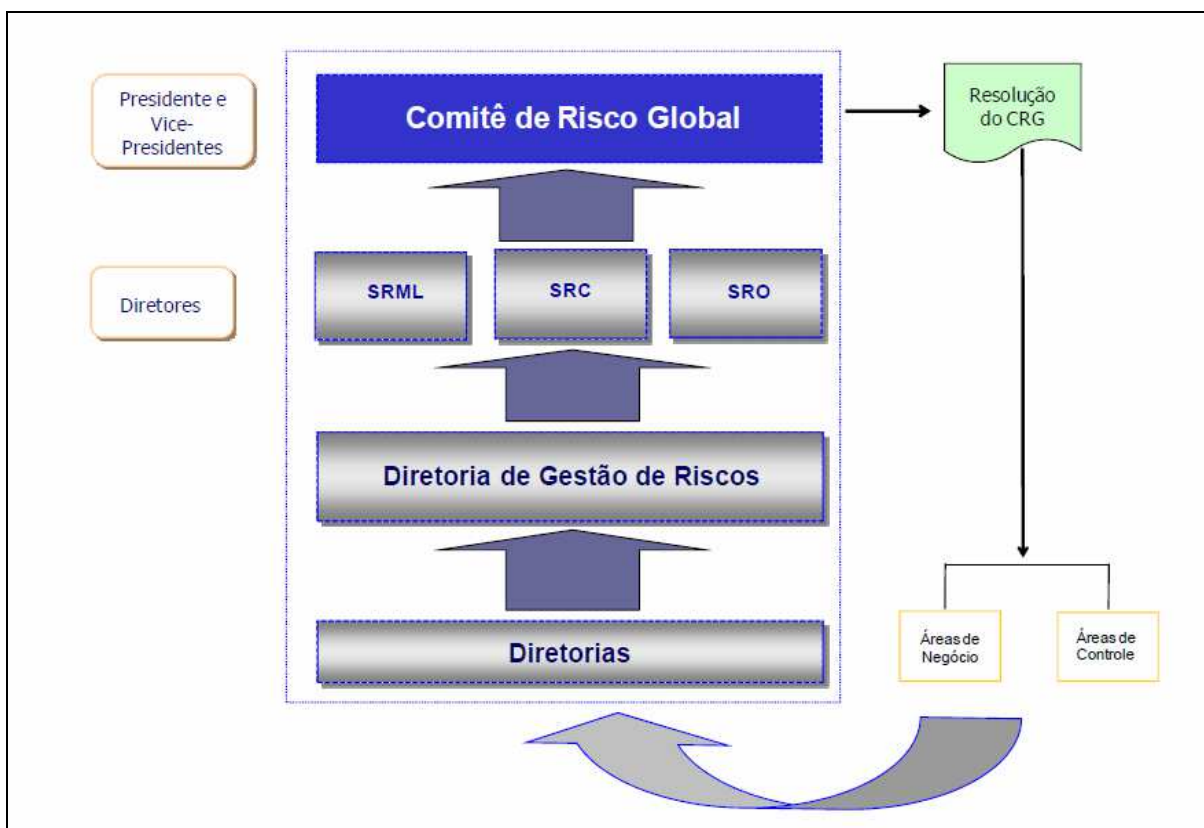 Presidente e
Vice-
Presidentes
Comitê de Risco Global
Resolução
do CRG
Diretores
SRML
SRC
SRO
Diretoria de Gestão de Riscos
Diretorias
Áreas de
Negócio
Áreas de
Controle